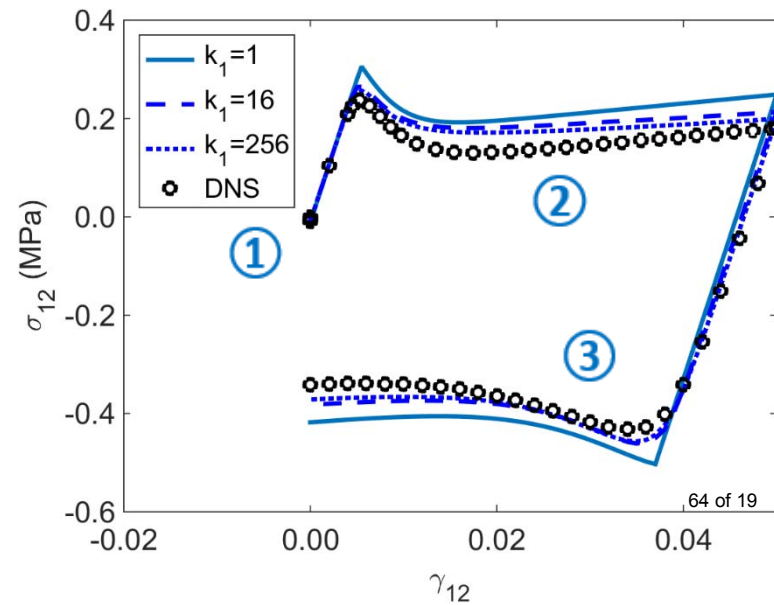 0.4
0.2
0.0
-0.2
-0.4
-0.6
σ12 (MPa)
k1=1
k1=16
k1=256
DNS
①
②
③
64 of 19
-0.02
0.00
0.02
0.04
γ12